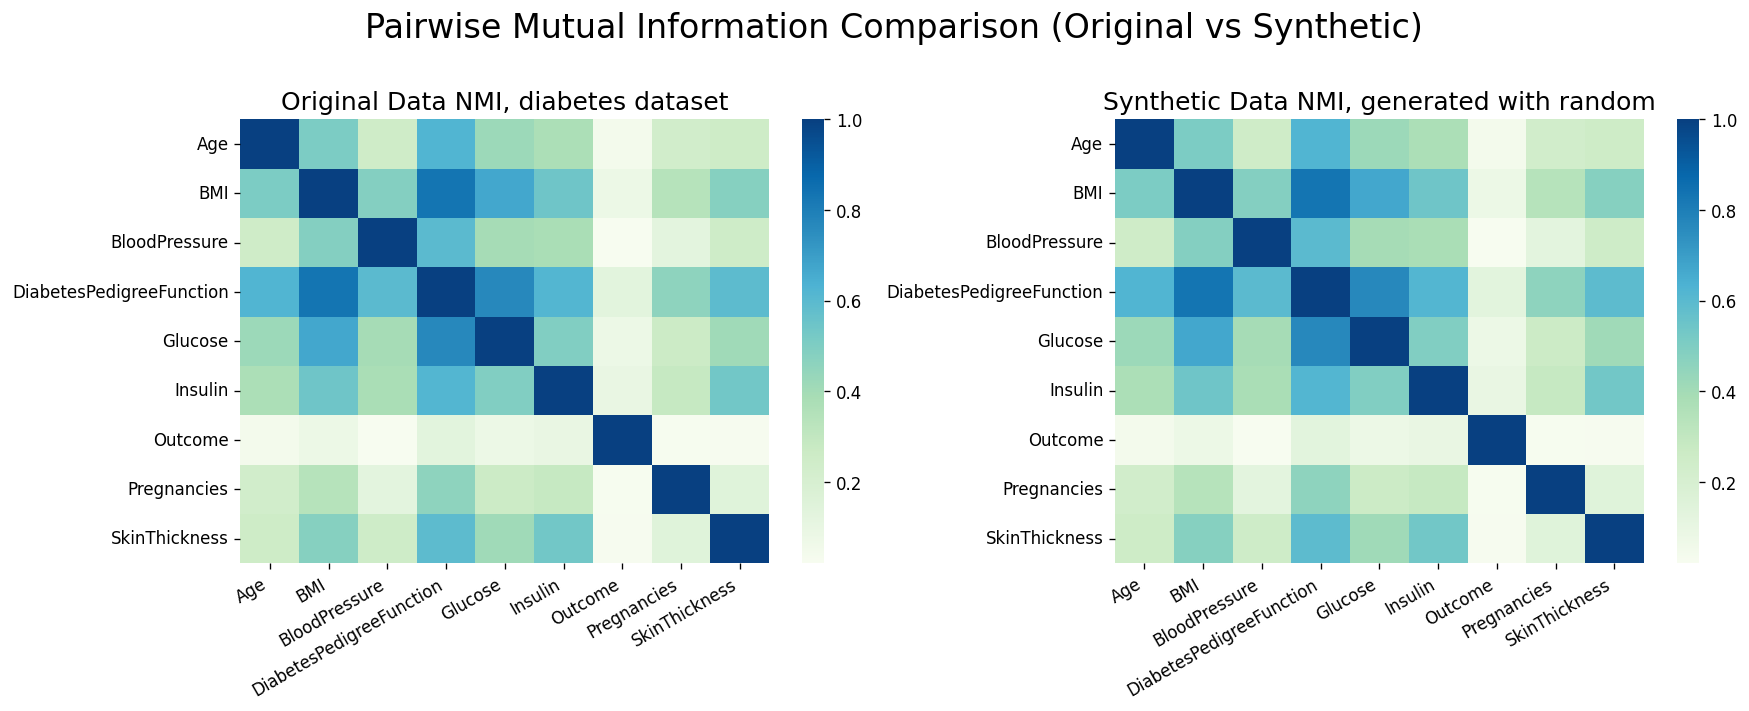 Pairwise Mutual Information Comparison (Original vs Synthetic)
Original Data NMI, diabetes dataset
Age
BMI
BloodPressure
DiabetesPedigreeFunction
Glucose
Insulin
Outcome
Pregnancies
SkinThickness
Age
BMI
BloodPressure
DiabetesPedigreeFunction
Glucose
Insulin
Outcome
Pregnancies
SkinThickness
1.0
0.8
0.6
0.4
0.2
Synthetic Data NMI, generated with random
Age
BMI
BloodPressure
DiabetesPedigreeFunction
Glucose
Insulin
Outcome
Pregnancies
SkinThickness
Age
BMI
BloodPressure
DiabetesPedigreeFunction
Glucose
Insulin
Outcome
Pregnancies
SkinThickness
1.0
0.8
0.6
0.4
0.2